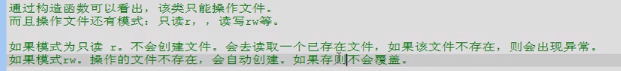 通过构造函数可以看出，该类只能操作文件。
而且操作文件还有模式：只读r，，读写rw等。
如果模式为只读 r。不会创建文件。会去读取一个已存在文件，如果该文件不存在，则会出现异常。
如果模式rw。操作的文件不存在，会自动创建。如果存则不会覆盖。